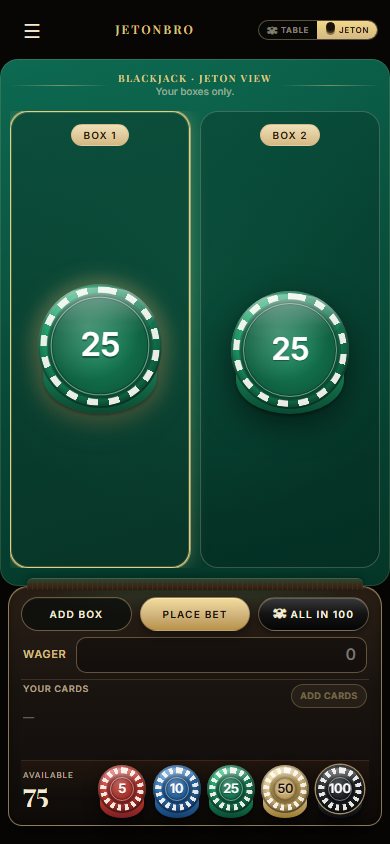 JETONBRO
TABLE
JETON
BLACKJACK · JETON VIEW
Your boxes only.
BOX 1
BOX 2
25
25
ADD BOX
PLACE BET
ALL IN 100
WAGER
0
YOUR CARDS
ADD CARDS
—
AVAILABLE
75
5
10
25
50
100